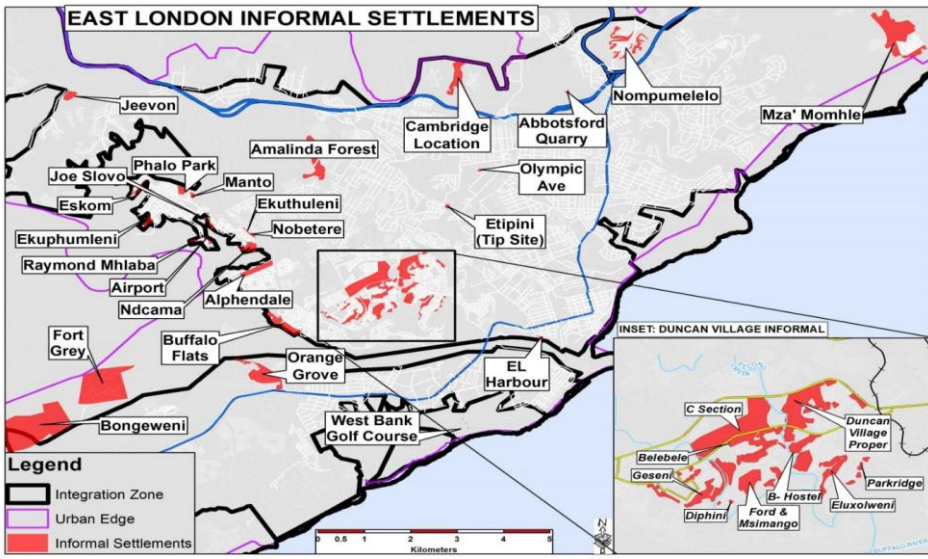 EAST LONDON INFORMAL SETTLEMENTS
Jeevon
Cambridge
Location
Abbotsford
Quarry
Nompumelelo
Mza' Momhle
Amalinda Forest
Phalo Park
Joe Slovo
Manto
Olympic
Ave
Eskom
Ekuthuleni
Etipini
(Tip Site)
Ekuphumleni
Nobetere
Raymond Mhlaba
Airport
Ndcama
Alphendale
Buffalo
Flats
Fort
Grey
Orange
Grove
EL
Harbour
Bongeweni
West Bank
Golf Course
Legend
Integration Zone
Urban Edge
Informal Settlements
0 0.5 1 2 3 4 5
Kilometers
N
INSET: DUNCAN VILLAGE INFORMAL
C Section
Duncan
Village
Proper
Belebele
Geseni
Parkridge
B- Hostel
Diphini
Ford &
Msimango
Eluxolweni
BUFFALO RIVER